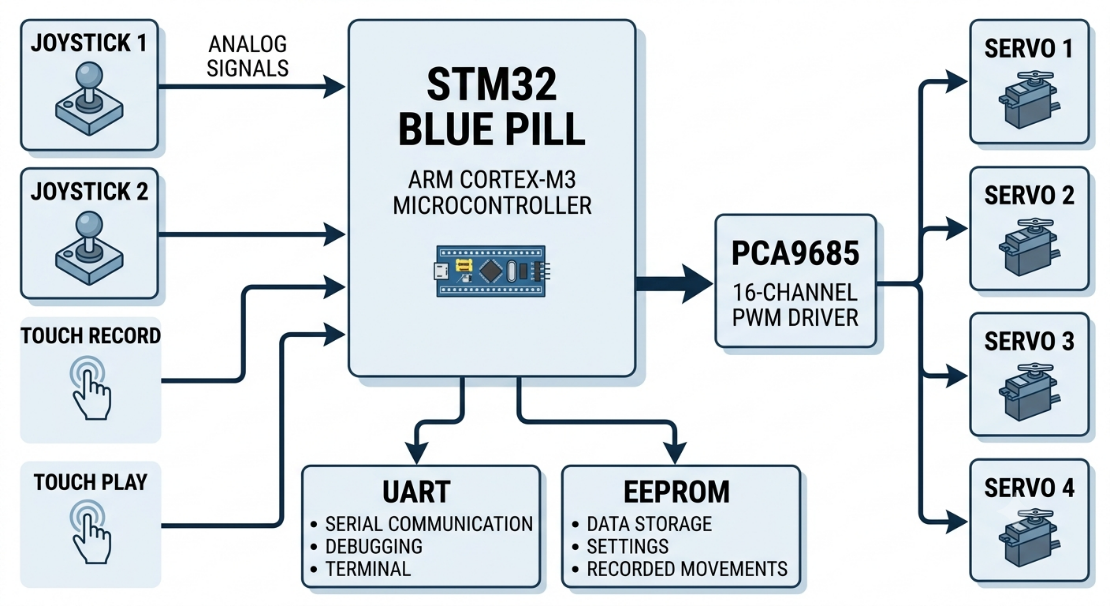 JOYSTICK 1
ANALOG
SIGNALS
JOYSTICK 2
TOUCH RECORD
TOUCH PLAY
STM32
BLUE PILL
ARM CORTEX-M3
MICROCONTROLLER
UART
• SERIAL COMMUNICATION
• DEBUGGING
• TERMINAL
EEPROM
• DATA STORAGE
• SETTINGS
• RECORDED MOVEMENTS
PCA9685
16-CHANNEL
PWM DRIVER
SERVO 1
SERVO 2
SERVO 3
SERVO 4